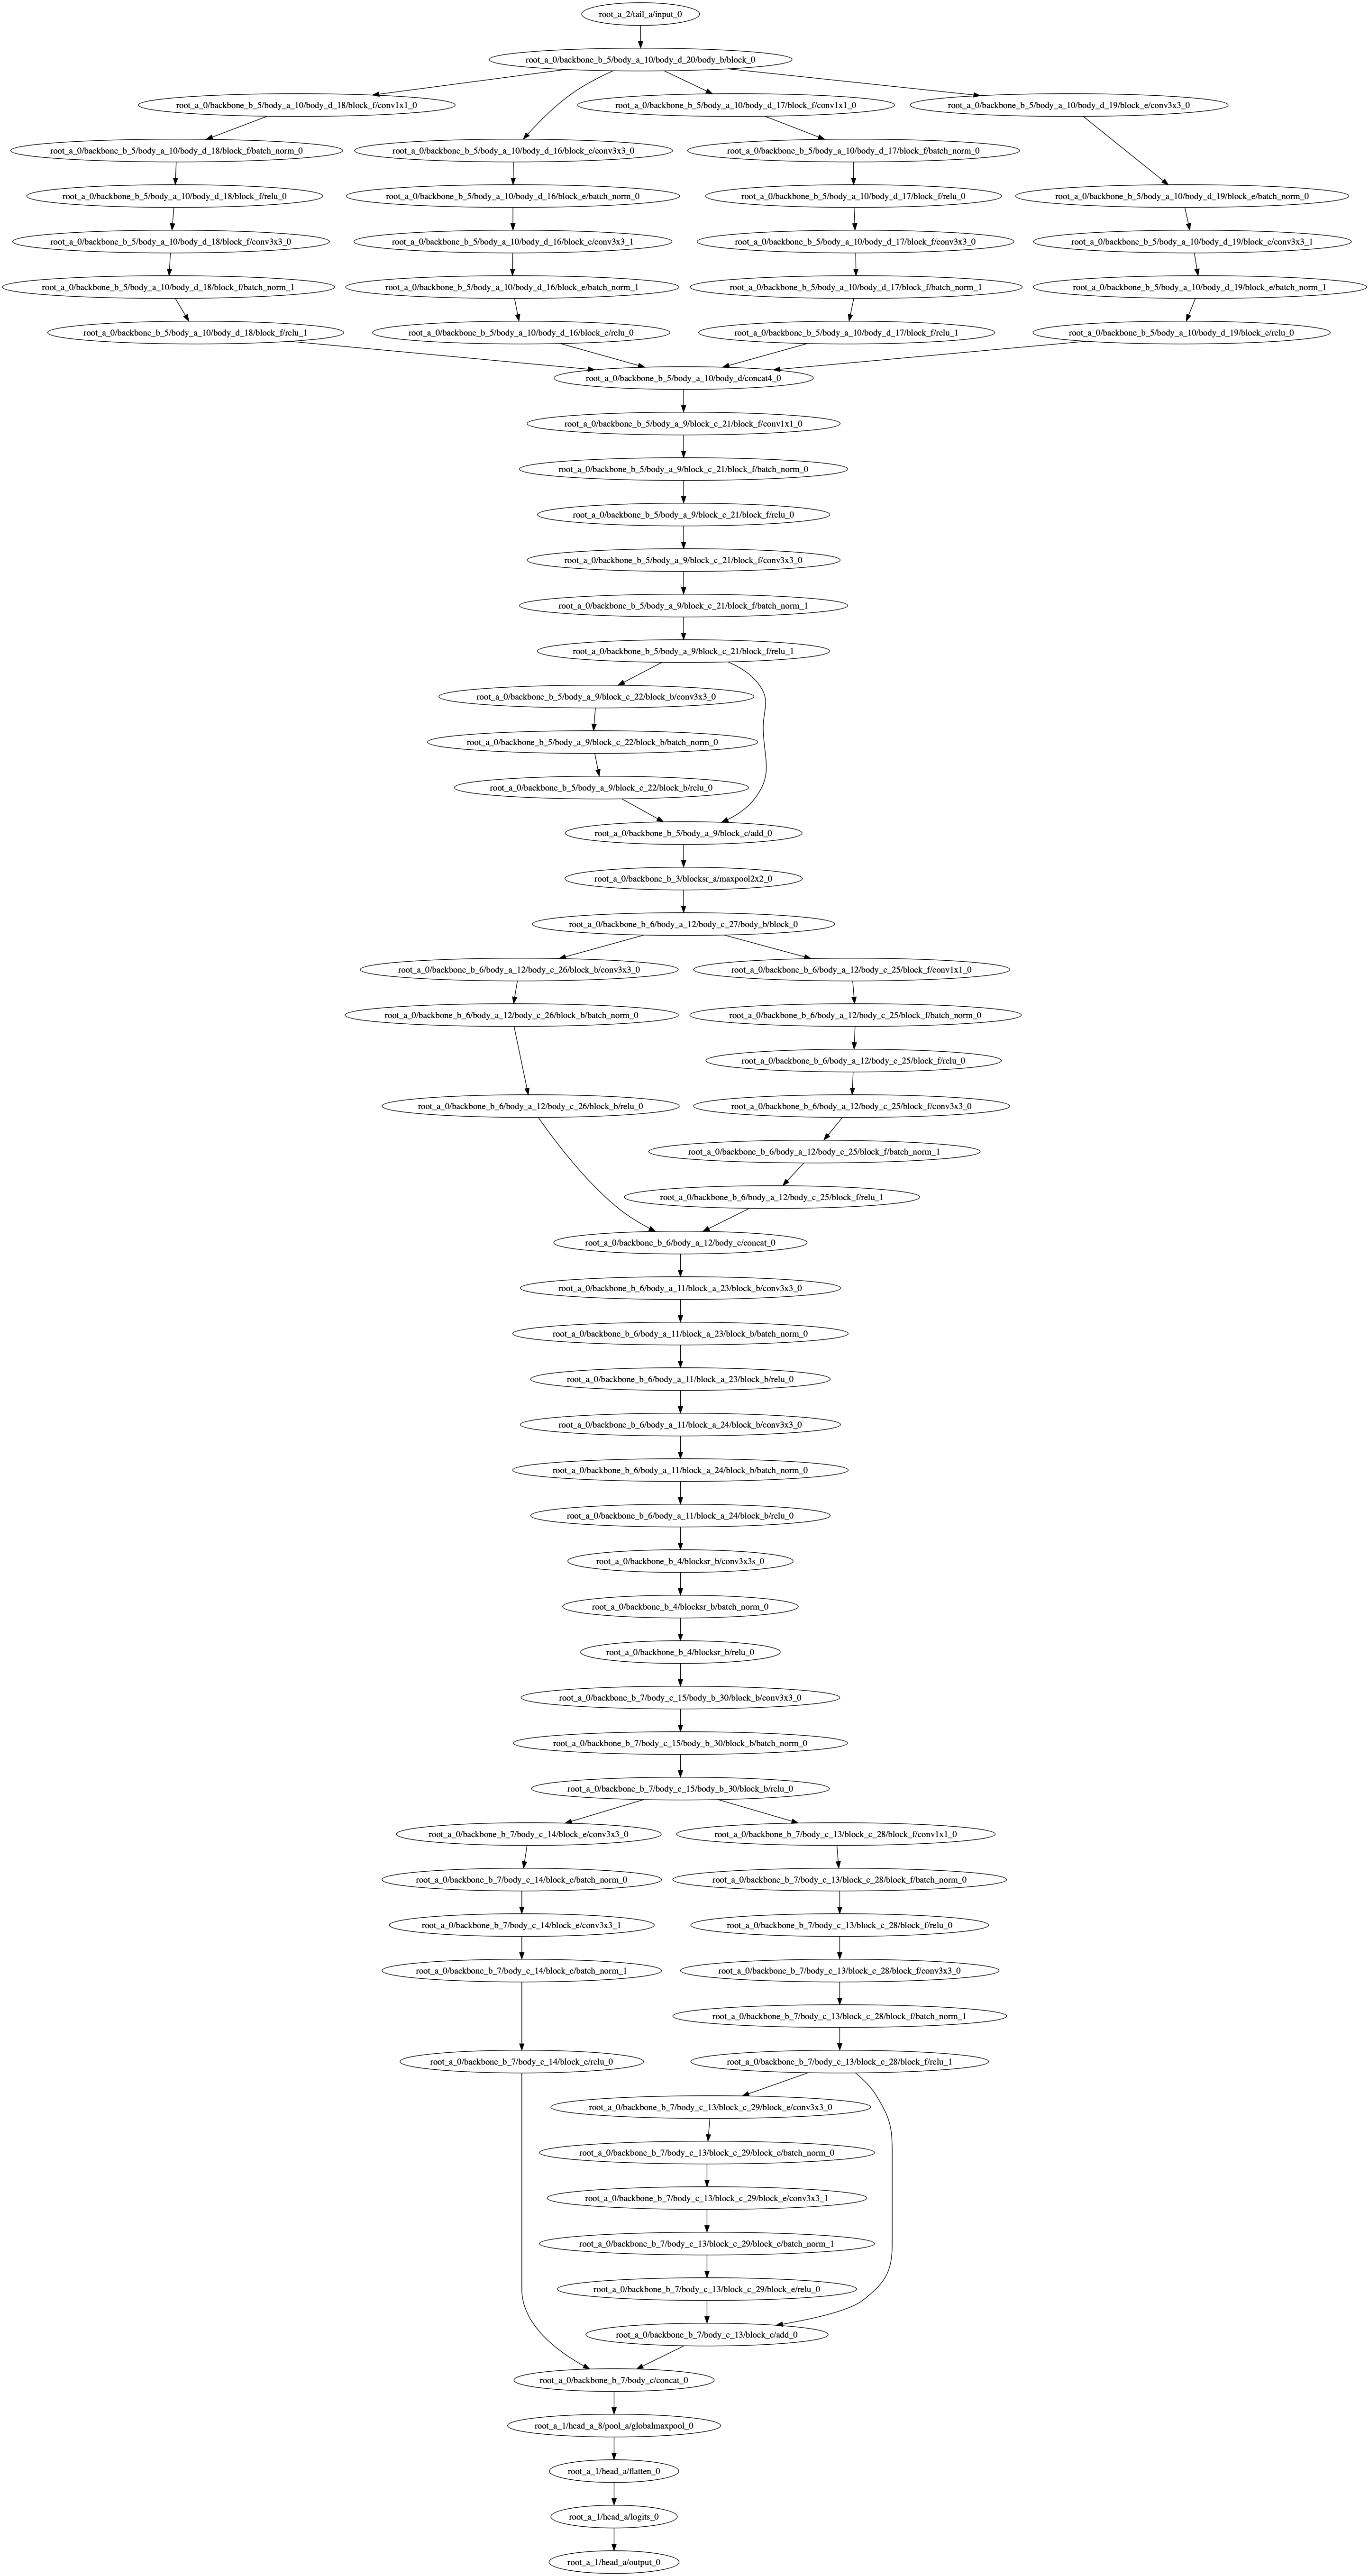 root_a_2/tail_a/input_0
root_a_0/backbone_b_5/body_a_10/body_d_20/body_b/block_0
root_a_0/backbone_b_5/body_a_10/body_d_18/block_f/conv1x1_0
root_a_0/backbone_b_5/body_a_10/body_d_17/block_f/conv1x1_0
root_a_0/backbone_b_5/body_a_10/body_d_19/block_e/conv3x3_0
root_a_0/backbone_b_5/body_a_10/body_d_18/block_f/batch_norm_0
root_a_0/backbone_b_5/body_a_10/body_d_16/block_e/conv3x3_0
root_a_0/backbone_b_5/body_a_10/body_d_17/block_f/batch_norm_0
root_a_0/backbone_b_5/body_a_10/body_d_18/block_f/relu_0
root_a_0/backbone_b_5/body_a_10/body_d_16/block_e/batch_norm_0
root_a_0/backbone_b_5/body_a_10/body_d_17/block_f/relu_0
root_a_0/backbone_b_5/body_a_10/body_d_19/block_e/batch_norm_0
root_a_0/backbone_b_5/body_a_10/body_d_18/block_f/conv3x3_0
root_a_0/backbone_b_5/body_a_10/body_d_16/block_e/conv3x3_1
root_a_0/backbone_b_5/body_a_10/body_d_17/block_f/conv3x3_0
root_a_0/backbone_b_5/body_a_10/body_d_19/block_e/conv3x3_1
root_a_0/backbone_b_5/body_a_10/body_d_18/block_f/batch_norm_1
root_a_0/backbone_b_5/body_a_10/body_d_16/block_e/batch_norm_1
root_a_0/backbone_b_5/body_a_10/body_d_17/block_f/batch_norm_1
root_a_0/backbone_b_5/body_a_10/body_d_19/block_e/batch_norm_1
root_a_0/backbone_b_5/body_a_10/body_d_18/block_f/relu_1
root_a_0/backbone_b_5/body_a_10/body_d_16/block_e/relu_0
root_a_0/backbone_b_5/body_a_10/body_d_17/block_f/relu_1
root_a_0/backbone_b_5/body_a_10/body_d_19/block_e/relu_0
root_a_0/backbone_b_5/body_a_10/body_d/concat4_0
root_a_0/backbone_b_5/body_a_9/block_c_21/block_f/conv1x1_0
root_a_0/backbone_b_5/body_a_9/block_c_21/block_f/batch_norm_0
root_a_0/backbone_b_5/body_a_9/block_c_21/block_f/relu_0
root_a_0/backbone_b_5/body_a_9/block_c_21/block_f/conv3x3_0
root_a_0/backbone_b_5/body_a_9/block_c_21/block_f/batch_norm_1
root_a_0/backbone_b_5/body_a_9/block_c_21/block_f/relu_1
root_a_0/backbone_b_5/body_a_9/block_c_22/block_b/conv3x3_0
root_a_0/backbone_b_5/body_a_9/block_c_22/block_b/batch_norm_0
root_a_0/backbone_b_5/body_a_9/block_c_22/block_b/relu_0
root_a_0/backbone_b_5/body_a_9/block_c/add_0
root_a_0/backbone_b_3/blocksr_a/maxpool2x2_0
root_a_0/backbone_b_6/body_a_12/body_c_27/body_b/block_0
root_a_0/backbone_b_6/body_a_12/body_c_26/block_b/conv3x3_0
root_a_0/backbone_b_6/body_a_12/body_c_25/block_f/conv1x1_0
root_a_0/backbone_b_6/body_a_12/body_c_26/block_b/batch_norm_0
root_a_0/backbone_b_6/body_a_12/body_c_25/block_f/batch_norm_0
root_a_0/backbone_b_6/body_a_12/body_c_25/block_f/relu_0
root_a_0/backbone_b_6/body_a_12/body_c_26/block_b/relu_0
root_a_0/backbone_b_6/body_a_12/body_c_25/block_f/conv3x3_0
root_a_0/backbone_b_6/body_a_12/body_c_25/block_f/batch_norm_1
root_a_0/backbone_b_6/body_a_12/body_c_25/block_f/relu_1
root_a_0/backbone_b_6/body_a_12/body_c/concat_0
root_a_0/backbone_b_6/body_a_11/block_a_23/block_b/conv3x3_0
root_a_0/backbone_b_6/body_a_11/block_a_23/block_b/batch_norm_0
root_a_0/backbone_b_6/body_a_11/block_a_23/block_b/relu_0
root_a_0/backbone_b_6/body_a_11/block_a_24/block_b/conv3x3_0
root_a_0/backbone_b_6/body_a_11/block_a_24/block_b/batch_norm_0
root_a_0/backbone_b_6/body_a_11/block_a_24/block_b/relu_0
root_a_0/backbone_b_4/blocksr_b/conv3x3s_0
root_a_0/backbone_b_4/blocksr_b/batch_norm_0
root_a_0/backbone_b_4/blocksr_b/relu_0
root_a_0/backbone_b_7/body_c_15/body_b_30/block_b/conv3x3_0
root_a_0/backbone_b_7/body_c_15/body_b_30/block_b/batch_norm_0
root_a_0/backbone_b_7/body_c_15/body_b_30/block_b/relu_0
root_a_0/backbone_b_7/body_c_14/block_e/conv3x3_0
root_a_0/backbone_b_7/body_c_13/block_c_28/block_f/conv1x1_0
root_a_0/backbone_b_7/body_c_14/block_e/batch_norm_0
root_a_0/backbone_b_7/body_c_13/block_c_28/block_f/batch_norm_0
root_a_0/backbone_b_7/body_c_14/block_e/conv3x3_1
root_a_0/backbone_b_7/body_c_13/block_c_28/block_f/relu_0
root_a_0/backbone_b_7/body_c_14/block_e/batch_norm_1
root_a_0/backbone_b_7/body_c_13/block_c_28/block_f/conv3x3_0
root_a_0/backbone_b_7/body_c_13/block_c_28/block_f/batch_norm_1
root_a_0/backbone_b_7/body_c_14/block_e/relu_0
root_a_0/backbone_b_7/body_c_13/block_c_28/block_f/relu_1
root_a_0/backbone_b_7/body_c_13/block_c_29/block_e/conv3x3_0
root_a_0/backbone_b_7/body_c_13/block_c_29/block_e/batch_norm_0
root_a_0/backbone_b_7/body_c_13/block_c_29/block_e/conv3x3_1
root_a_0/backbone_b_7/body_c_13/block_c_29/block_e/batch_norm_1
root_a_0/backbone_b_7/body_c_13/block_c_29/block_e/relu_0
root_a_0/backbone_b_7/body_c_13/block_c/add_0
root_a_0/backbone_b_7/body_c/concat_0
root_a_1/head_a_8/pool_a/globalmaxpool_0
root_a_1/head_a/flatten_0
root_a_1/head_a/logits_0
root_a_1/head_a/output_0